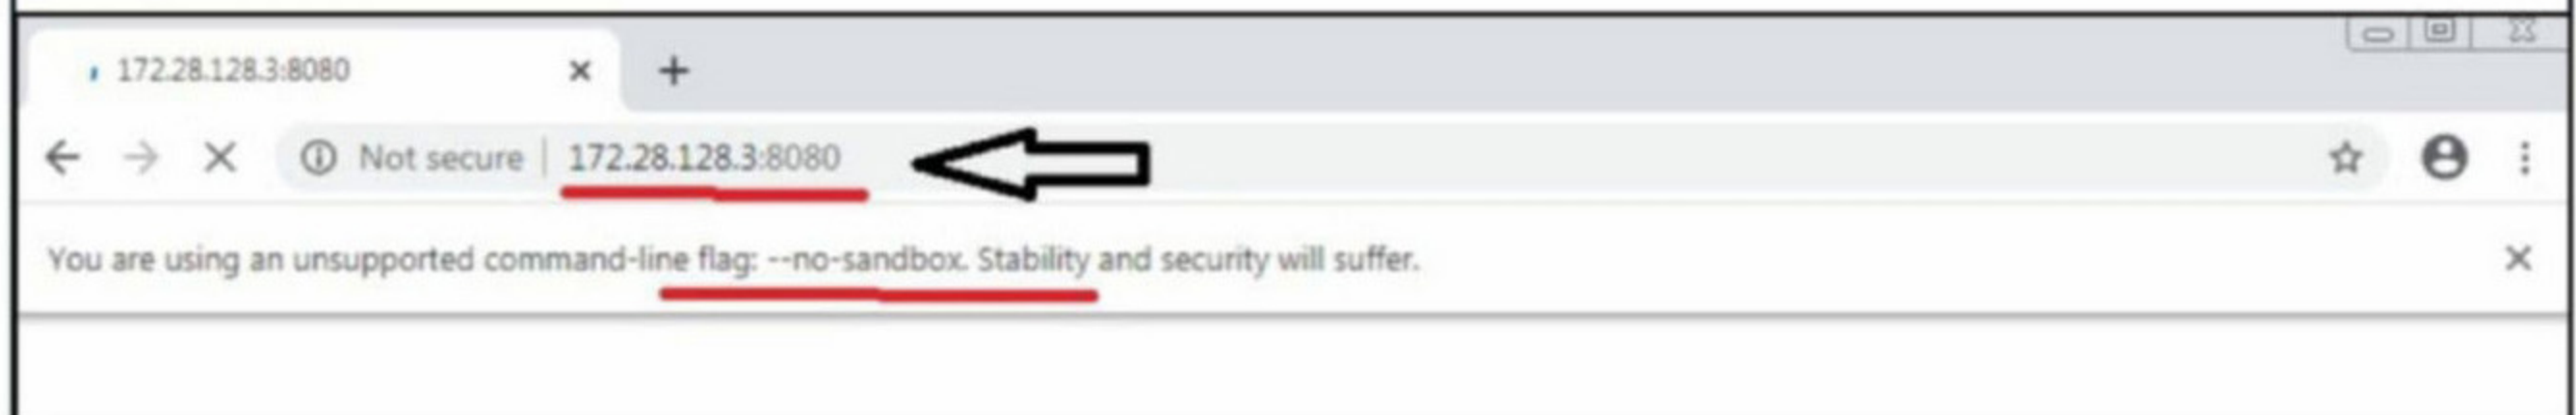 172.28.128.3:8080
Not secure | 172.28.128.3:8080
You are using an unsupported command-line flag: --no-sandbox. Stability and security will suffer.